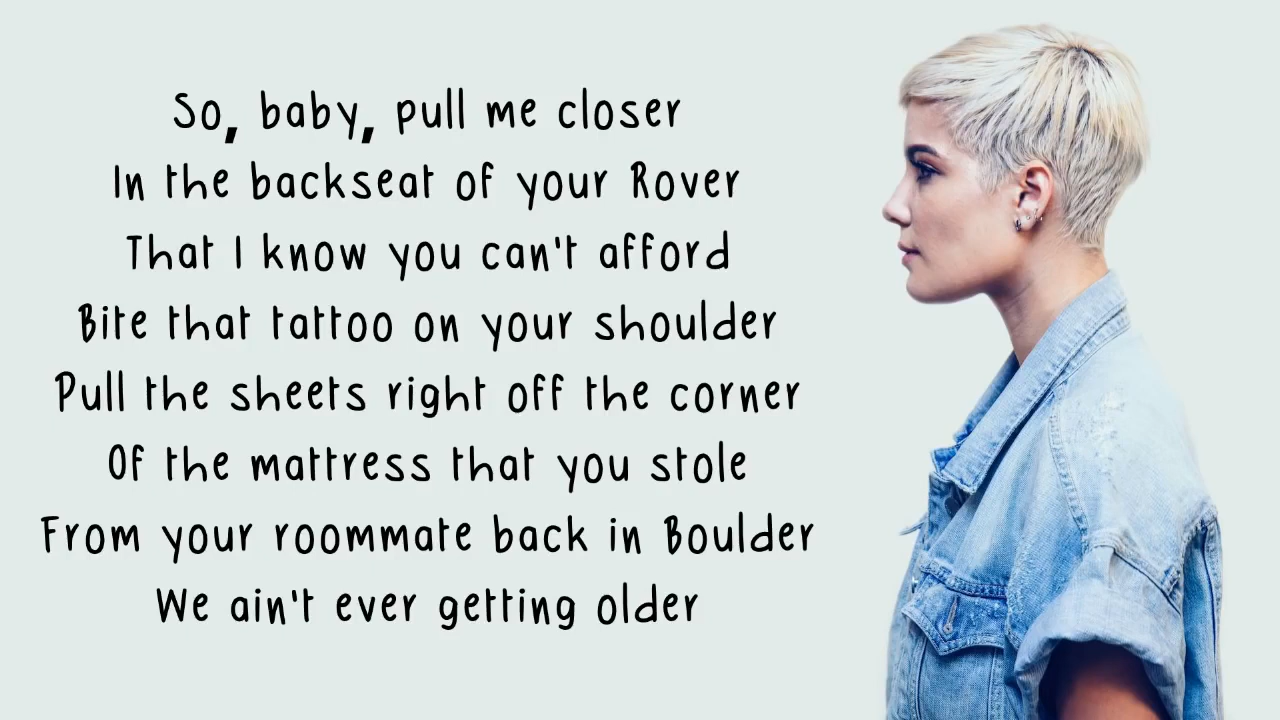 So, baby, pull me closer
In the backseat of your Rover
That I know you can't afford
Bite that tattoo on your shoulder
Pull the sheets right off the corner
Of the mattress that you stole
From your roommate back in Boulder
We ain't ever getting older